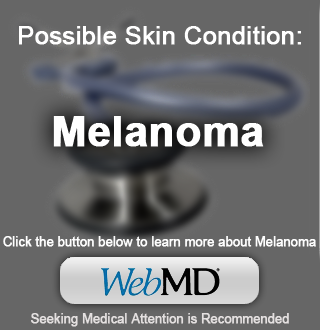 Possible Skin Condition:
Melanoma
Click the button below to learn more about Melanoma
WebMD®
Seeking Medical Attention is Recommended